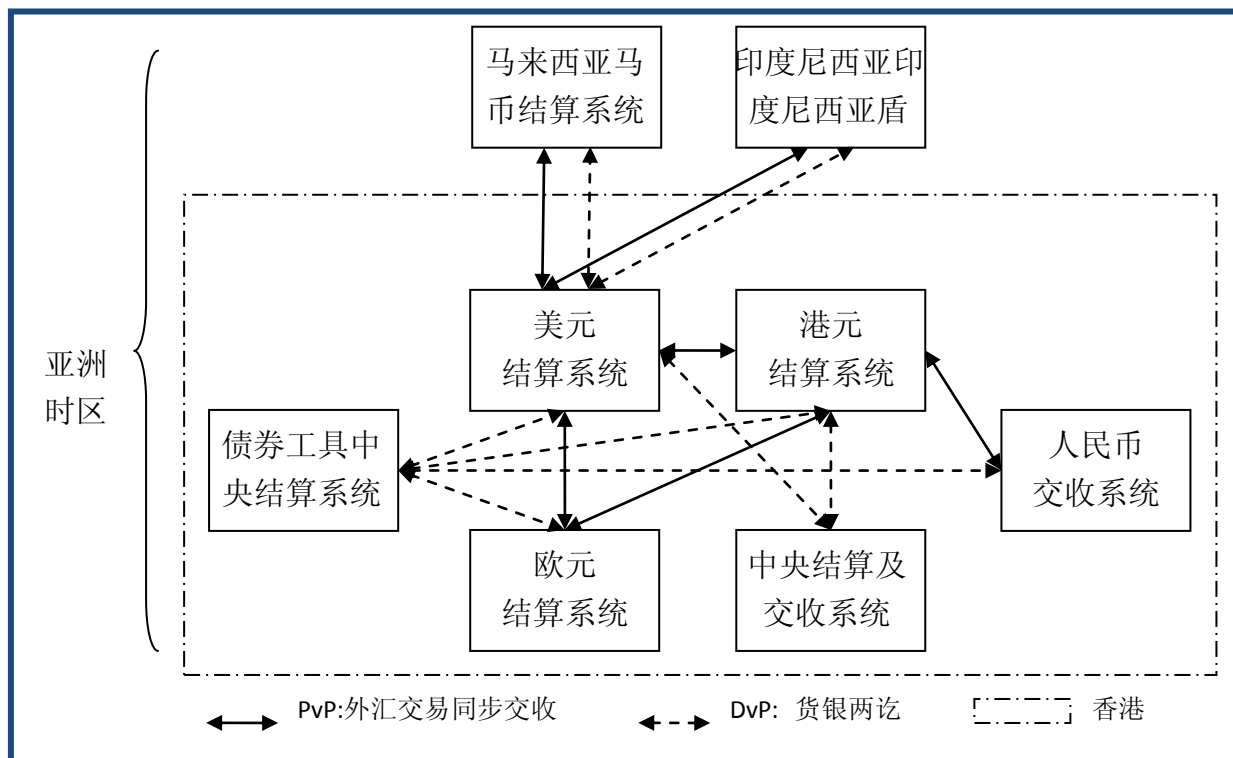 马来西亚马
币结算系统
印度尼西亚印
度尼西亚盾
美元
结算系统
港元
结算系统
亚洲
时区
债券工具中
央结算系统
人民币
交收系统
欧元
结算系统
中央结算及
交收系统
PvP:外汇交易同步交收
DvP: 货银两讫
香港